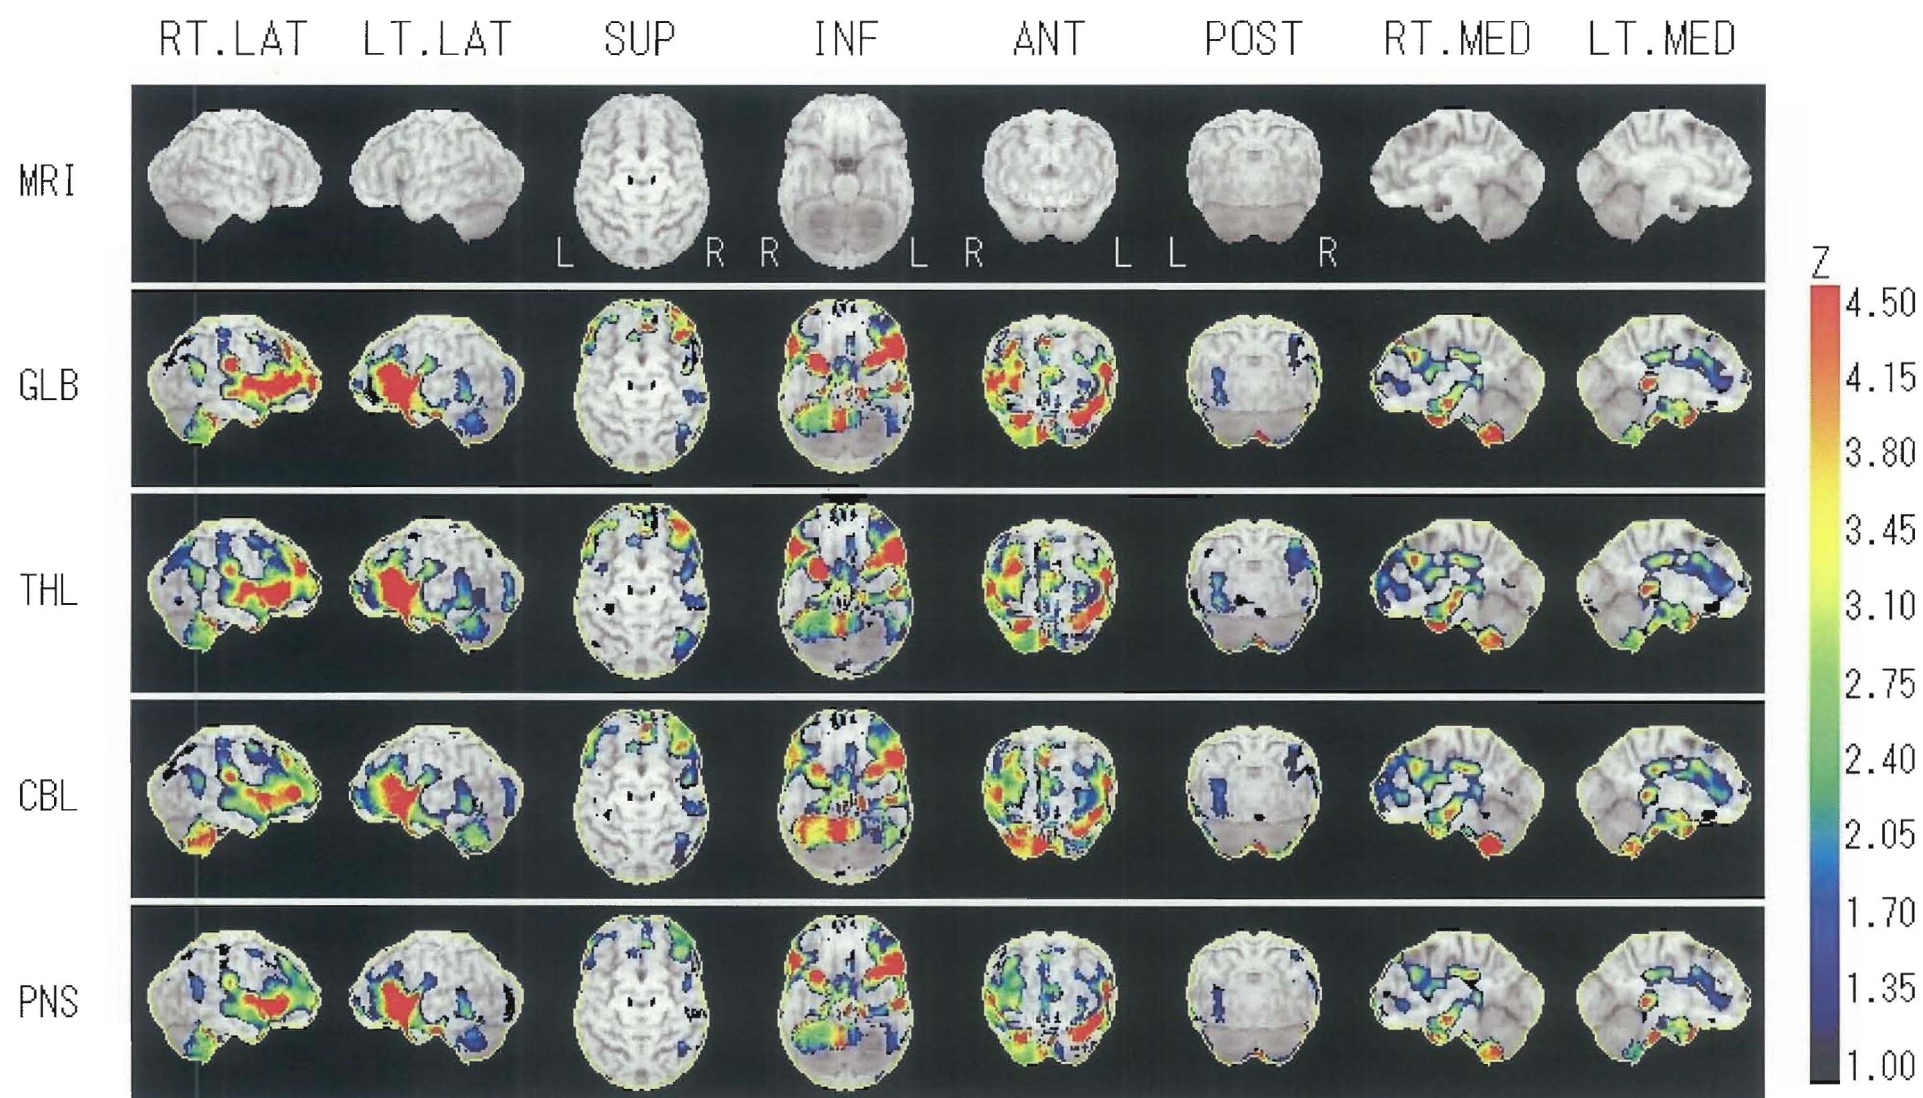 RT.LAT LT.LAT SUP INF ANT POST RT.MED LT.MED
MRI
L R R L R L L R
Z
4.50
GLB
4.15
3.80
3.45
THL
3.10
2.75
2.40
CBL
2.05
1.70
PNS
1.35
1.00